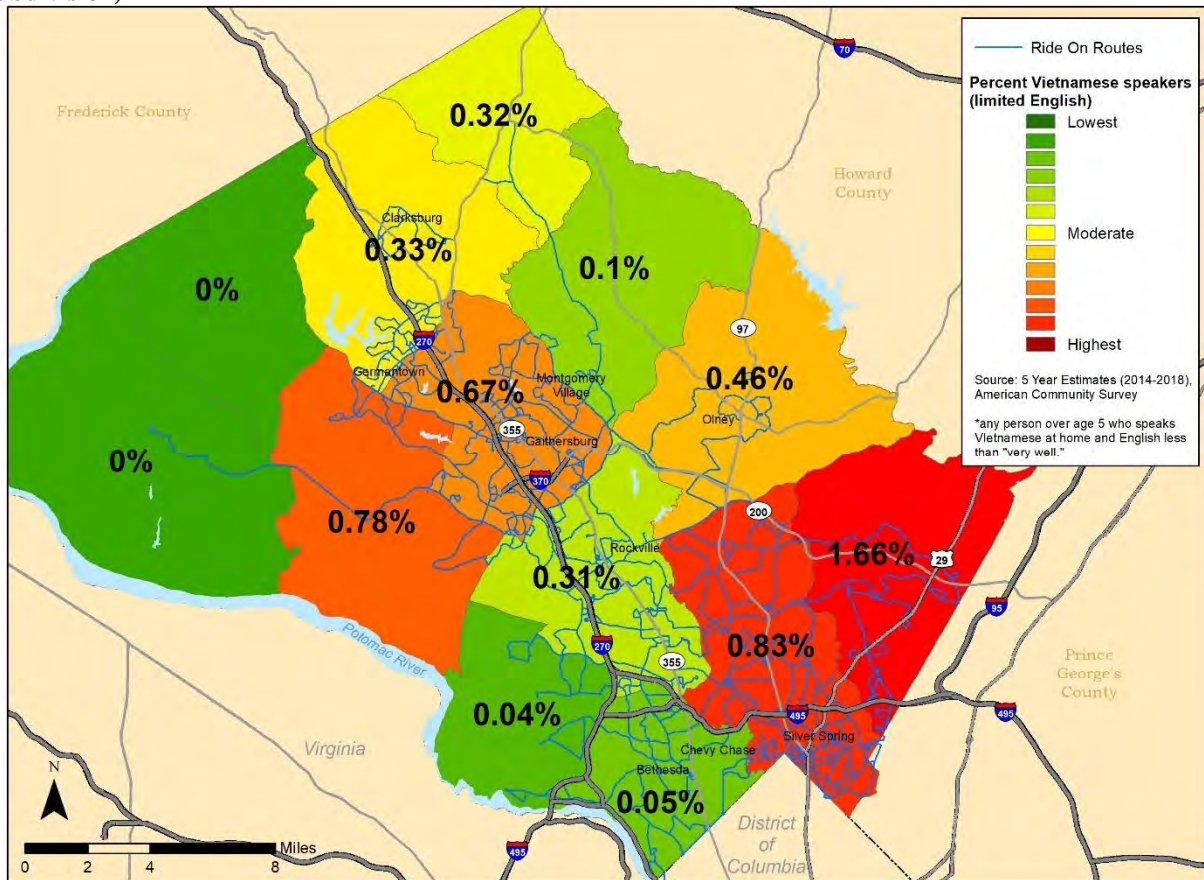 Ride On Routes
Percent Vietnamese speakers
(limited English)
Lowest
Moderate
Highest
Source: 5 Year Estimates (2014-2018),
American Community Survey
*any person over age 5 who speaks
Vietnamese at home and English less
than "very well."
70
Frederick County
0.32%
Howard
County
Clarksburg
0.33%
0.1%
0%
97
270
Germantown
0.67%
Montgomery
Village
0.46%
Olney
355
Gaithersburg
0%
370
0.78%
200
Rockville
1.66%
29
0.31%
95
Potomac River
270
355
0.83%
Prince
George's
County
0.04%
495
495
Silver Spring
Virginia
Chevy Chase
Bethesda
0.05%
N
District
of
Columbia
Miles
0 2 4 8
495